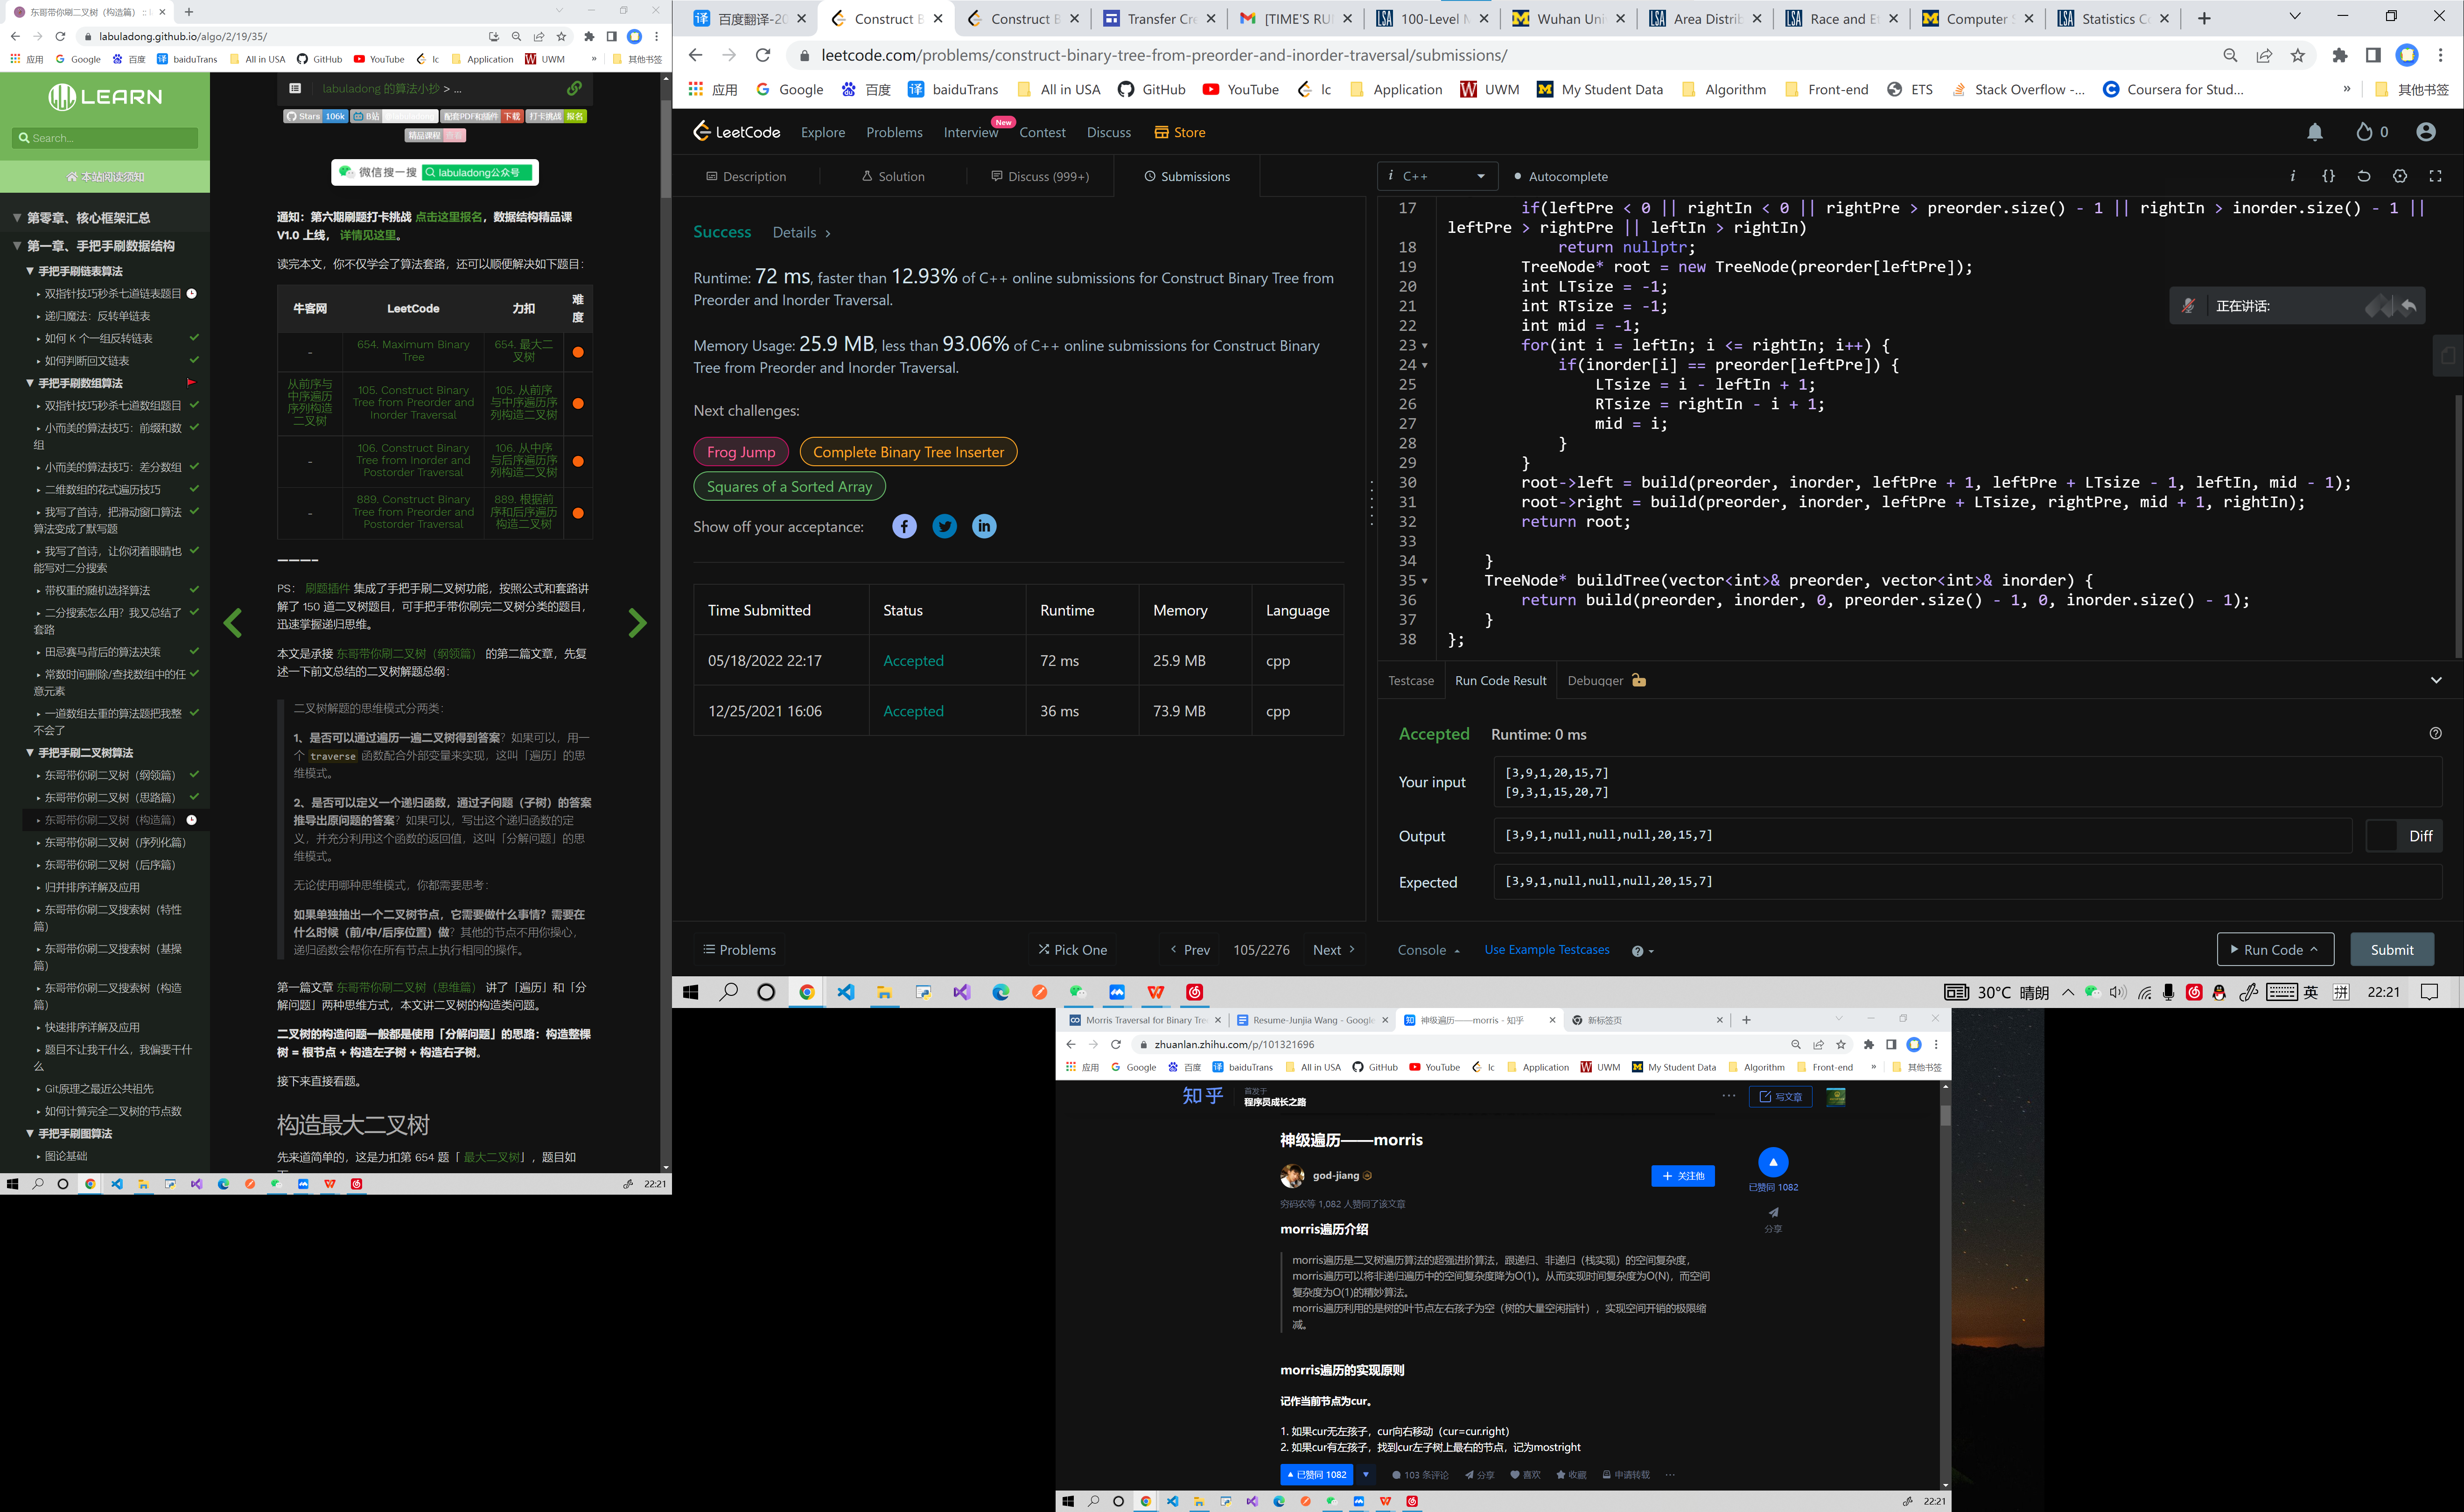 东哥带你刷二叉树（构造篇） ::
labuladong.github.io/algo/2/19/35/
应用 Google 百度 baiduTrans All in USA GitHub YouTube lc Application UWM » 其他书签
LEARN
Search...
本站阅读须知
第零章、核心框架汇总
第一章、手把手刷数据结构
手把手刷链表算法
双指针技巧秒杀七道链表题目
递归魔法：反转单链表
如何 K 个一组反转链表
如何判断回文链表
手把手刷数组算法
双指针技巧秒杀七道数组题目
小而美的算法技巧：前缀和数
组
小而美的算法技巧：差分数组
二维数组的花式遍历技巧
我写了首诗，把滑动窗口算法
算法变成了默写题
我写了首诗，让你闭着眼睛也
能写对二分搜索
带权重的随机选择算法
二分搜索怎么用？我又总结了
套路
田忌赛马背后的算法决策
常数时间删除/查找数组中的任
意元素
一道数组去重的算法题把我整
不会了
手把手刷二叉树算法
东哥带你刷二叉树（纲领篇）
东哥带你刷二叉树（思路篇）
东哥带你刷二叉树（构造篇）
东哥带你刷二叉树（序列化篇）
东哥带你刷二叉树（后序篇）
归并排序详解及应用
东哥带你刷二叉搜索树（特性
篇）
东哥带你刷二叉搜索树（基操
篇）
东哥带你刷二叉搜索树（构造
篇）
快速排序详解及应用
题目不让我干什么，我偏要干什
么
Git原理之最近公共祖先
如何计算完全二叉树的节点数
手把手刷图算法
图论基础
labuladong 的算法小抄 > ...
Stars 106k B站 配套PDF和插件 下载 打卡挑战 报名
精品课程
微信搜一搜 labuladong公众号
通知：第六期刷题打卡挑战 点击这里报名，数据结构精品课
V1.0 上线， 详情见这里。
读完本文，你不仅学会了算法套路，还可以顺便解决如下题目：
牛客网 LeetCode 力扣 难度
- 654. Maximum Binary Tree 654. 最大二叉树
从前序与中序遍历序列构造二叉树 105. Construct Binary Tree from Preorder and Inorder Traversal 105. 从前序与中序遍历序列构造二叉树
- 106. Construct Binary Tree from Inorder and Postorder Traversal 106. 从中序与后序遍历序列构造二叉树
- 889. Construct Binary Tree from Preorder and Postorder Traversal 889. 根据前序和后序遍历构造二叉树
————
PS： 刷题插件 集成了手把手刷二叉树功能，按照公式和套路讲
解了 150 道二叉树题目，可手把手带你刷完二叉树分类的题目，
迅速掌握递归思维。
本文是承接 东哥带你刷二叉树（纲领篇） 的第二篇文章，先复
述一下前文总结的二叉树解题总纲：
二叉树解题的思维模式分两类：
1、是否可以通过遍历一遍二叉树得到答案？如果可以，用一
个 traverse 函数配合外部变量来实现，这叫「遍历」的思
维模式。
2、是否可以定义一个递归函数，通过子问题（子树）的答案
推导出原问题的答案？如果可以，写出这个递归函数的定
义，并充分利用这个函数的返回值，这叫「分解问题」的思
维模式。
无论使用哪种思维模式，你都需要思考：
如果单独抽出一个二叉树节点，它需要做什么事情？需要在
什么时候（前/中/后序位置）做？其他的节点不用你操心，
递归函数会帮你在所有节点上执行相同的操作。
第一篇文章 东哥带你刷二叉树（思维篇） 讲了「遍历」和「分
解问题」两种思维方式，本文讲二叉树的构造类问题。
二叉树的构造问题一般都是使用「分解问题」的思路：构造整棵
树 = 根节点 + 构造左子树 + 构造右子树。
接下来直接看题。
构造最大二叉树
先来道简单的，这是力扣第 654 题「 最大二叉树」，题目如
22:21
百度翻译-20 Construct B Construct B Transfer Cre [TIME'S RU 100-Level M Wuhan Uni Area Distrib Race and Et Computer S Statistics Co
leetcode.com/problems/construct-binary-tree-from-preorder-and-inorder-traversal/submissions/
应用 Google 百度 baiduTrans All in USA GitHub YouTube lc Application UWM My Student Data Algorithm Front-end ETS Stack Overflow -... Coursera for Stud... » 其他书签
LeetCode Explore Problems Interview New Contest Discuss Store 0
Description Solution Discuss (999+) Submissions
Success Details
Runtime: 72 ms, faster than 12.93% of C++ online submissions for Construct Binary Tree from
Preorder and Inorder Traversal.
Memory Usage: 25.9 MB, less than 93.06% of C++ online submissions for Construct Binary
Tree from Preorder and Inorder Traversal.
Next challenges:
Frog Jump Complete Binary Tree Inserter
Squares of a Sorted Array
Show off your acceptance:
Time Submitted Status Runtime Memory Language
05/18/2022 22:17 Accepted 72 ms 25.9 MB cpp
12/25/2021 16:06 Accepted 36 ms 73.9 MB cpp
Problems Pick One Prev 105/2276 Next
C++ Autocomplete
17 if(leftPre < 0 || rightIn < 0 || rightPre > preorder.size() - 1 || rightIn > inorder.size() - 1 ||
leftPre > rightPre || leftIn > rightIn)
18 return nullptr;
19 TreeNode* root = new TreeNode(preorder[leftPre]);
20 int LTsize = -1;
21 int RTsize = -1;
22 int mid = -1;
23 for(int i = leftIn; i <= rightIn; i++) {
24 if(inorder[i] == preorder[leftPre]) {
25 LTsize = i - leftIn + 1;
26 RTsize = rightIn - i + 1;
27 mid = i;
28 }
29 }
30 root->left = build(preorder, inorder, leftPre + 1, leftPre + LTsize - 1, leftIn, mid - 1);
31 root->right = build(preorder, inorder, leftPre + LTsize, rightPre, mid + 1, rightIn);
32 return root;
33
34 }
35 TreeNode* buildTree(vector<int>& preorder, vector<int>& inorder) {
36 return build(preorder, inorder, 0, preorder.size() - 1, 0, inorder.size() - 1);
37 }
38 };
正在讲话:
Testcase Run Code Result Debugger
Accepted Runtime: 0 ms
Your input [3,9,1,20,15,7]
[9,3,1,15,20,7]
Output [3,9,1,null,null,null,20,15,7] Diff
Expected [3,9,1,null,null,null,20,15,7]
Console Use Example Testcases Run Code Submit
30°C 晴朗 英 拼 22:21
Morris Traversal for Binary Tre Resume-Junjia Wang - Google 神级遍历——morris - 知乎 新标签页
zhuanlan.zhihu.com/p/101321696
应用 Google 百度 baiduTrans All in USA GitHub YouTube lc Application UWM My Student Data Algorithm Front-end » 其他书签
知乎 首发于
程序员成长之路
写文章
神级遍历——morris
god-jiang
关注他
已赞同 1082
穷码农等 1,082 人赞同了该文章
分享
morris遍历介绍
morris遍历是二叉树遍历算法的超强进阶算法，跟递归、非递归（栈实现）的空间复杂度，
morris遍历可以将非递归遍历中的空间复杂度降为O(1)。从而实现时间复杂度为O(N)，而空间
复杂度为O(1)的精妙算法。
morris遍历利用的是树的叶节点左右孩子为空（树的大量空闲指针），实现空间开销的极限缩
减。
morris遍历的实现原则
记作当前节点为cur。
1. 如果cur无左孩子，cur向右移动（cur=cur.right）
2. 如果cur有左孩子，找到cur左子树上最右的节点，记为mostright
已赞同 1082 103 条评论 分享 喜欢 收藏 申请转载 ...
22:21